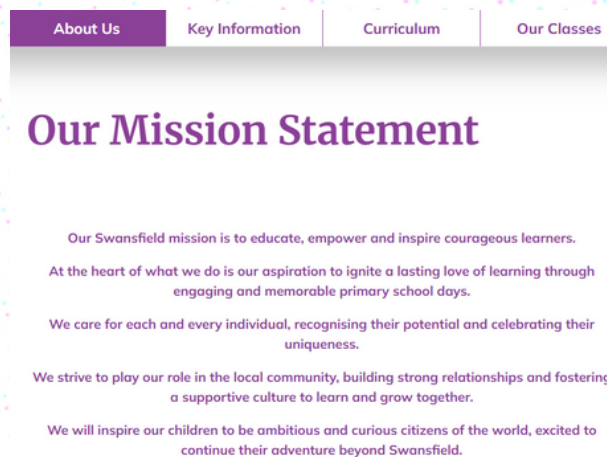 About Us
Key Information
Curriculum
Our Classes
Our Mission Statement
Our Swansfield mission is to educate, empower and inspire courageous learners.
At the heart of what we do is our aspiration to ignite a lasting love of learning through
engaging and memorable primary school days.
We care for each and every individual, recognising their potential and celebrating their
uniqueness.
We strive to play our role in the local community, building strong relationships and fostering
a supportive culture to learn and grow together.
We will inspire our children to be ambitious and curious citizens of the world, excited to
continue their adventure beyond Swansfield.